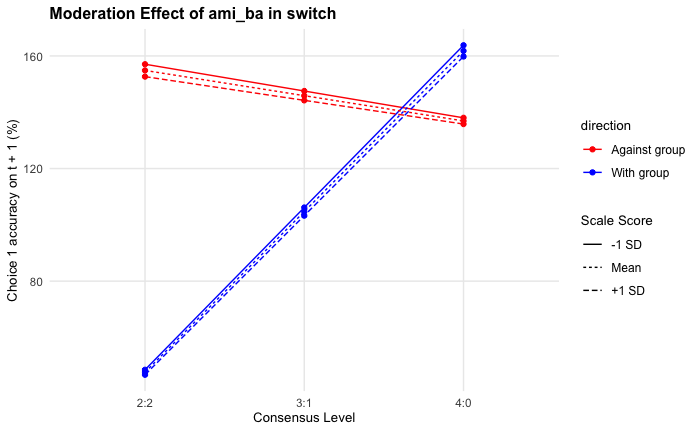 Moderation Effect of ami_ba in switch
Choice 1 accuracy on t + 1 (%)
160
120
80
2:2
3:1
4:0
Consensus Level
direction
Against group
With group
Scale Score
-1 SD
Mean
+1 SD